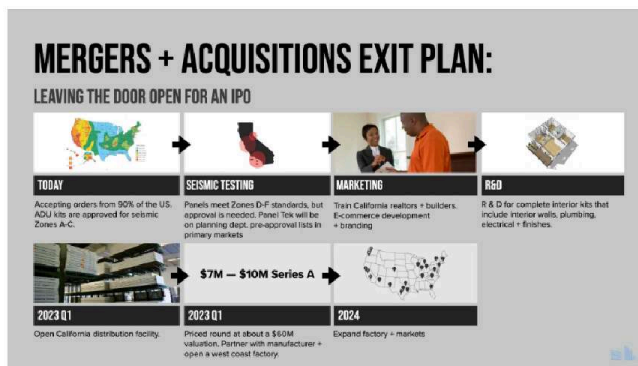 MERGERS + ACQUISITIONS EXIT PLAN:
LEAVING THE DOOR OPEN FOR AN IPO
TODAY
Accepting orders from 90% of the US.
ADU kits are approved for seismic
Zones A-C.
SEISMIC TESTING
Panels meet Zones D-F standards, but
approval is needed. Panel Tek will be
on planning dept. pre-approval lists in
primary markets
MARKETING
Train California realtors + builders.
E-commerce development
+ branding
R&D
R & D for complete interior kits that
include interior walls, plumbing,
electrical + finishes.
2023 Q1
Open California distribution facility.
$7M — $10M Series A
2023 Q1
Priced round at about a $60M
valuation. Partner with manufacturer +
open a west coast factory.
2024
Expand factory + markets